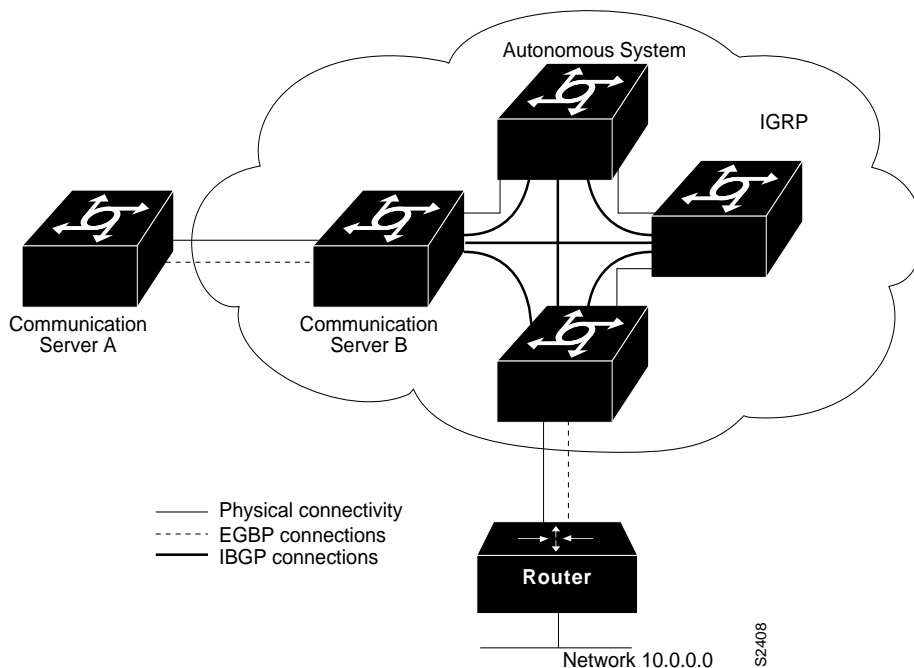 Autonomous System
IGRP
Communication
Server A
Communication
Server B
Physical connectivity
EGBP connections
IBGP connections
Router
Network 10.0.0.0
S2408